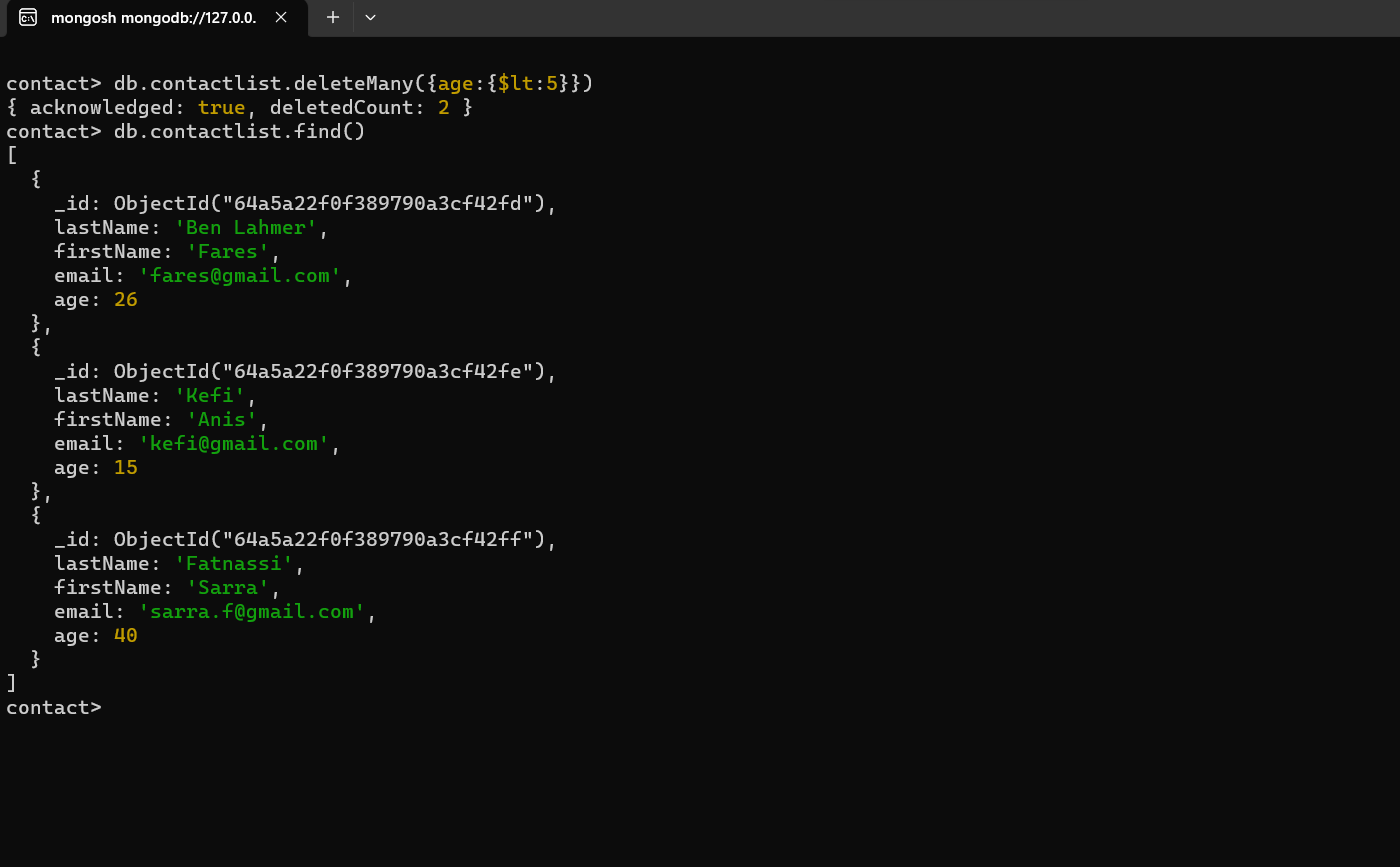 mongosh mongodb://127.0.0.
contact> db.contactlist.deleteMany({age:{$lt:5}})
{ acknowledged: true, deletedCount: 2 }
contact> db.contactlist.find()
[
  {
    _id: ObjectId("64a5a22f0f389790a3cf42fd"),
    lastName: 'Ben Lahmer',
    firstName: 'Fares',
    email: 'fares@gmail.com',
    age: 26
  },
  {
    _id: ObjectId("64a5a22f0f389790a3cf42fe"),
    lastName: 'Kefi',
    firstName: 'Anis',
    email: 'kefi@gmail.com',
    age: 15
  },
  {
    _id: ObjectId("64a5a22f0f389790a3cf42ff"),
    lastName: 'Fatnassi',
    firstName: 'Sarra',
    email: 'sarra.f@gmail.com',
    age: 40
  }
]
contact>